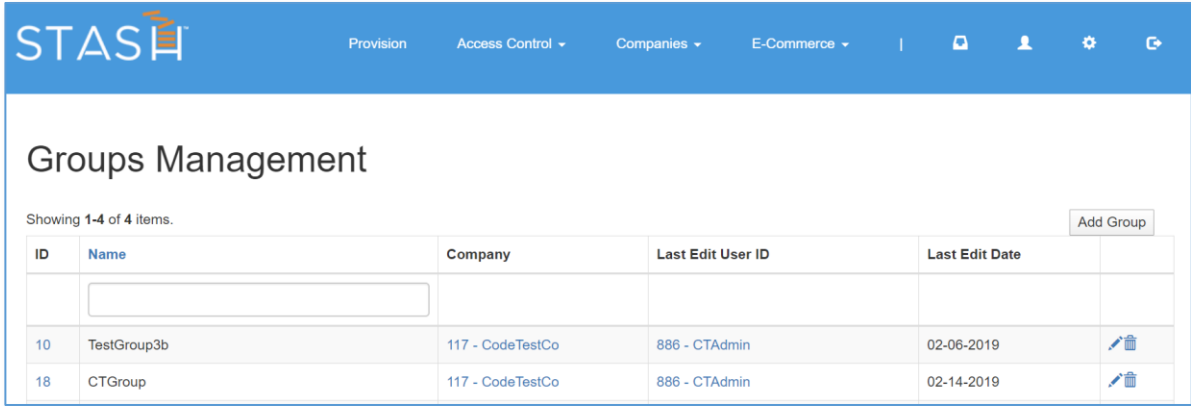 STASH
Provision Access Control Companies E-Commerce |
Groups Management
Showing 1-4 of 4 items.
Add Group
ID Name Company Last Edit User ID Last Edit Date
10 TestGroup3b 117 - CodeTestCo 886 - CTAdmin 02-06-2019
18 CTGroup 117 - CodeTestCo 886 - CTAdmin 02-14-2019